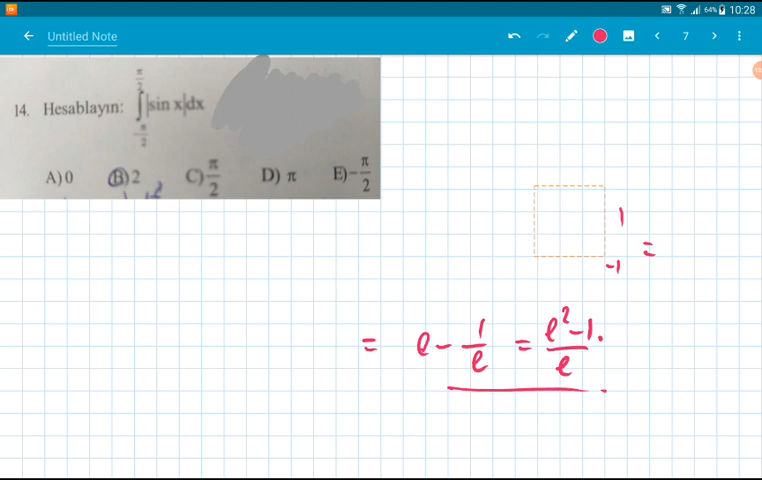 64% 10:28
Untitled Note
7
14. Hesablayın: ∫_{-π/2}^{π/2} |sin x| dx
A) 0 B) 2 C) π/2 D) π E) -π/2
1
-1 =
= e - 1/e = e² - 1 / e